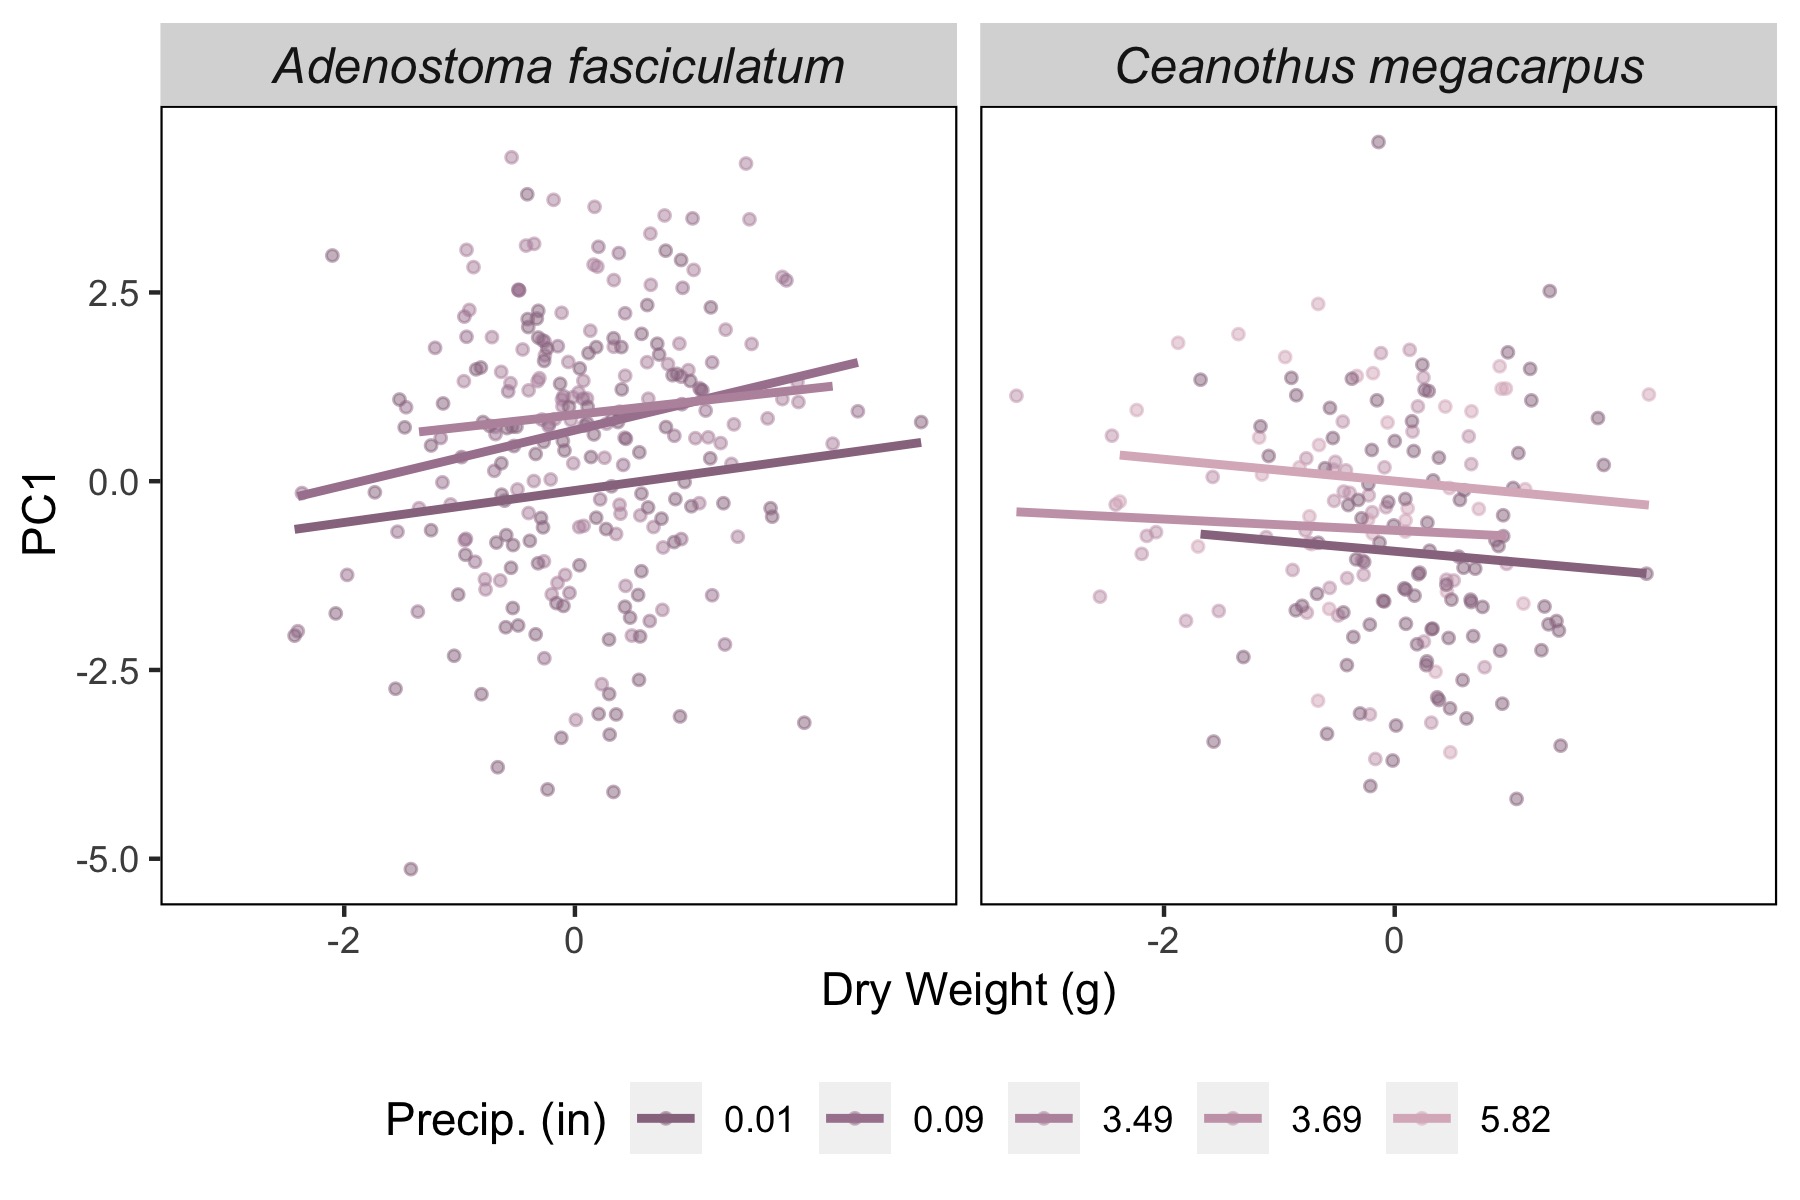 Adenostoma fasciculatum Ceanothus megacarpus
PC1
2.5
0.0
-2.5
-5.0
-2 0 -2 0
Dry Weight (g)
Precip. (in) 0.01 0.09 3.49 3.69 5.82